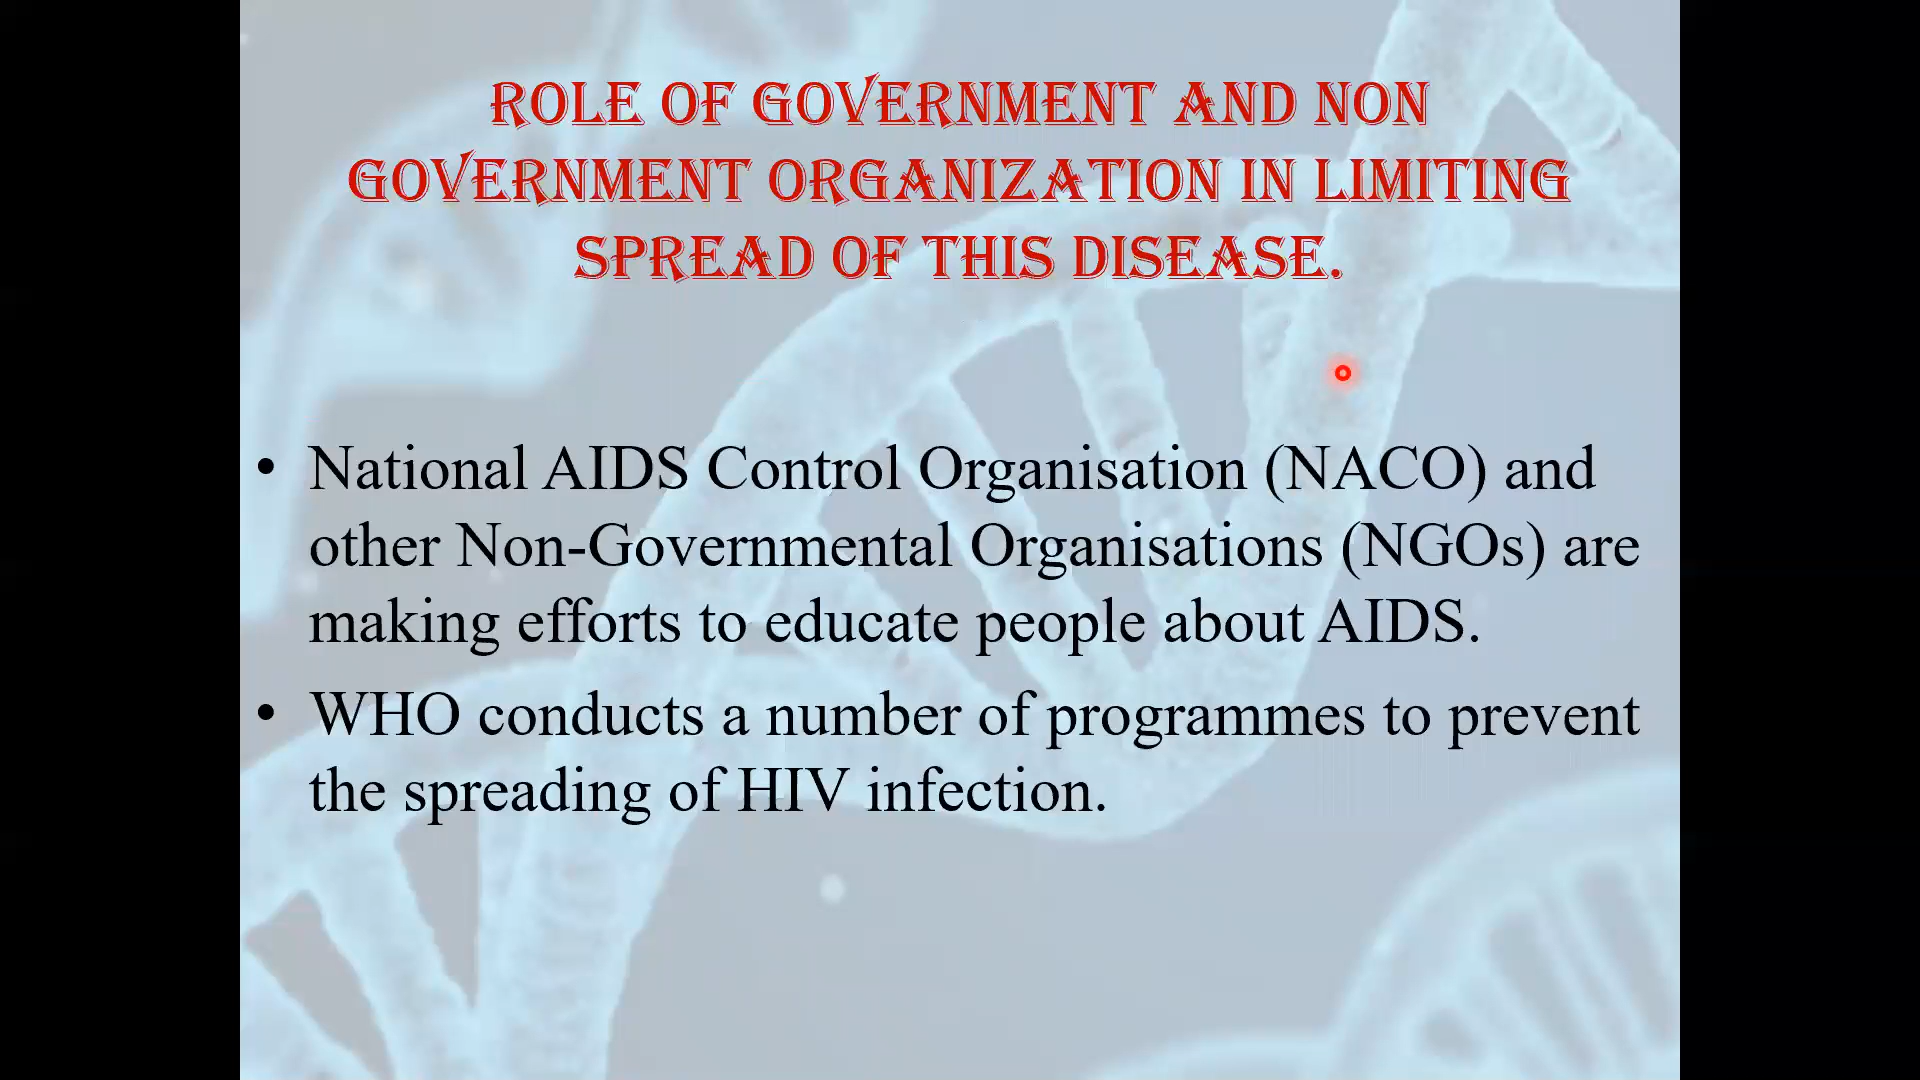 ROLE OF GOVERNMENT AND NON
GOVERNMENT ORGANIZATION IN LIMITING
SPREAD OF THIS DISEASE.
• National AIDS Control Organisation (NACO) and
other Non-Governmental Organisations (NGOs) are
making efforts to educate people about AIDS.
• WHO conducts a number of programmes to prevent
the spreading of HIV infection.